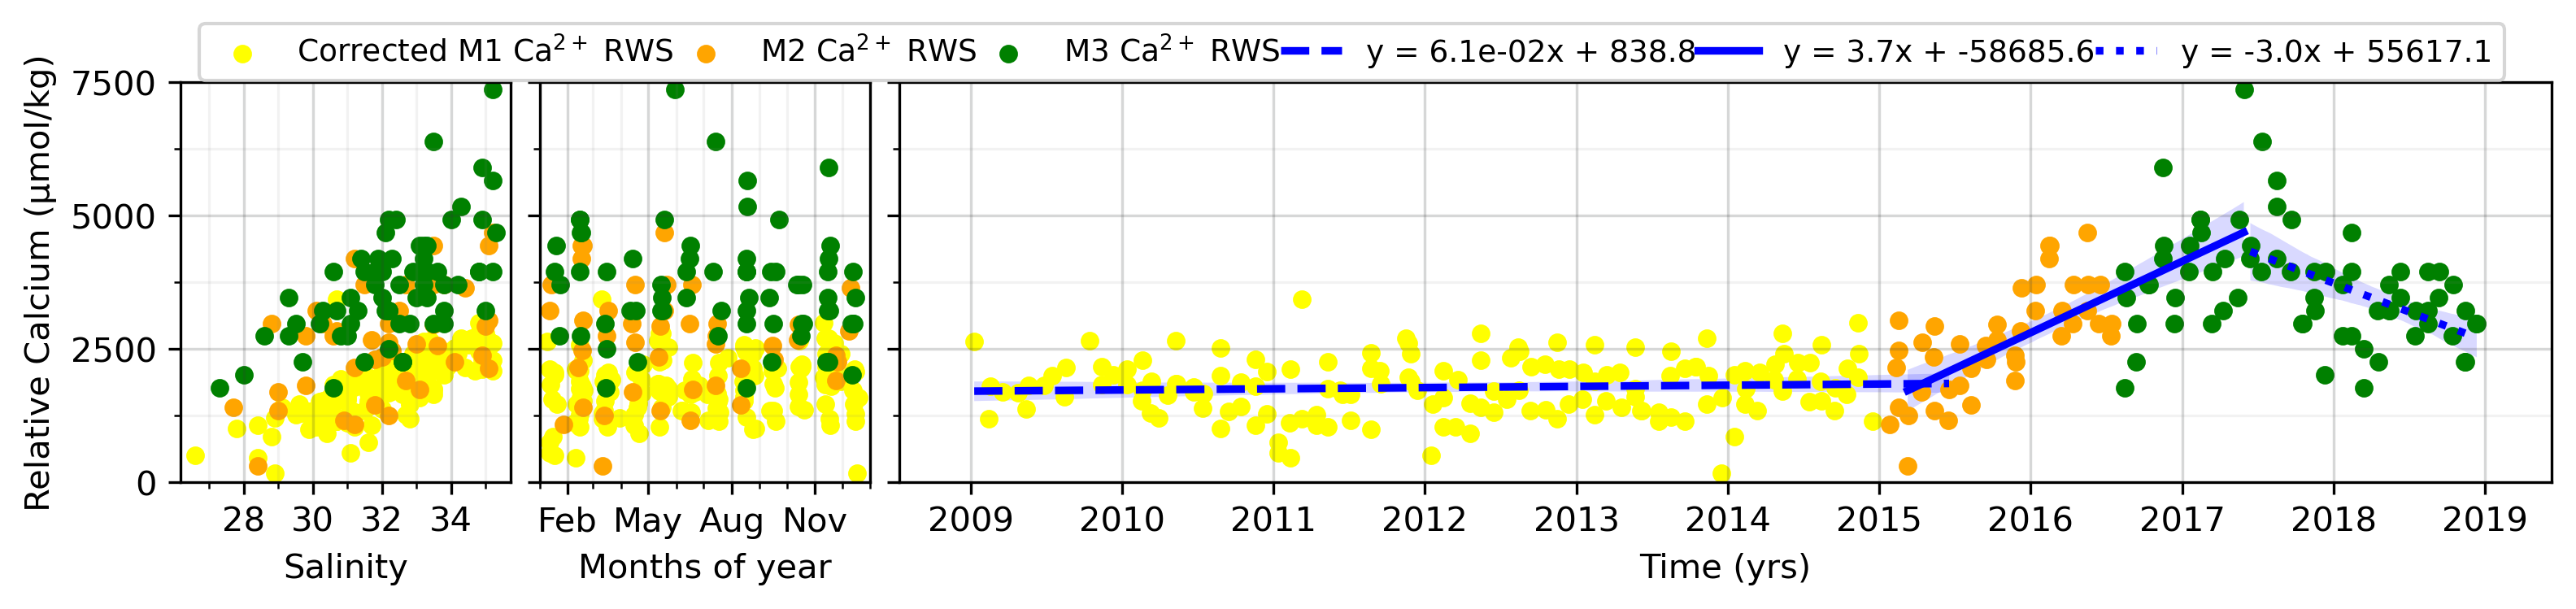 Corrected M1 Ca²⁺ RWS M2 Ca²⁺ RWS M3 Ca²⁺ RWS y = 6.1e-02x + 838.8 y = 3.7x + -58685.6 y = -3.0x + 55617.1
Relative Calcium (µmol/kg)
7500
5000
2500
0
28 30 32 34
Salinity
Feb May Aug Nov
Months of year
2009 2010 2011 2012 2013 2014 2015 2016 2017 2018 2019
Time (yrs)